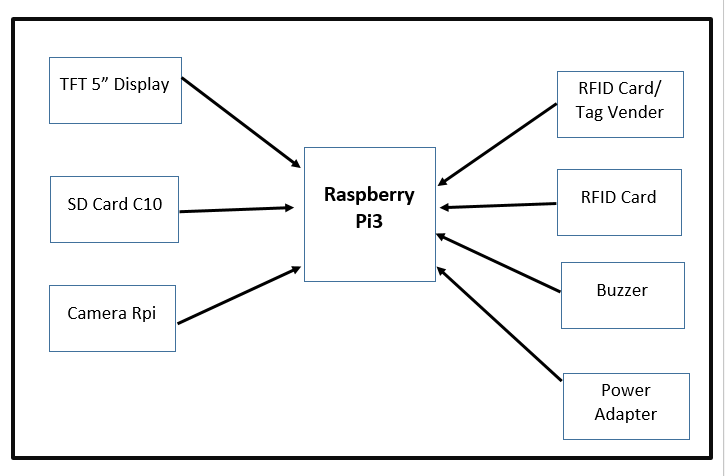 TFT 5” Display
SD Card C10
Camera Rpi
Raspberry
Pi3
RFID Card/
Tag Vender
RFID Card
Buzzer
Power
Adapter